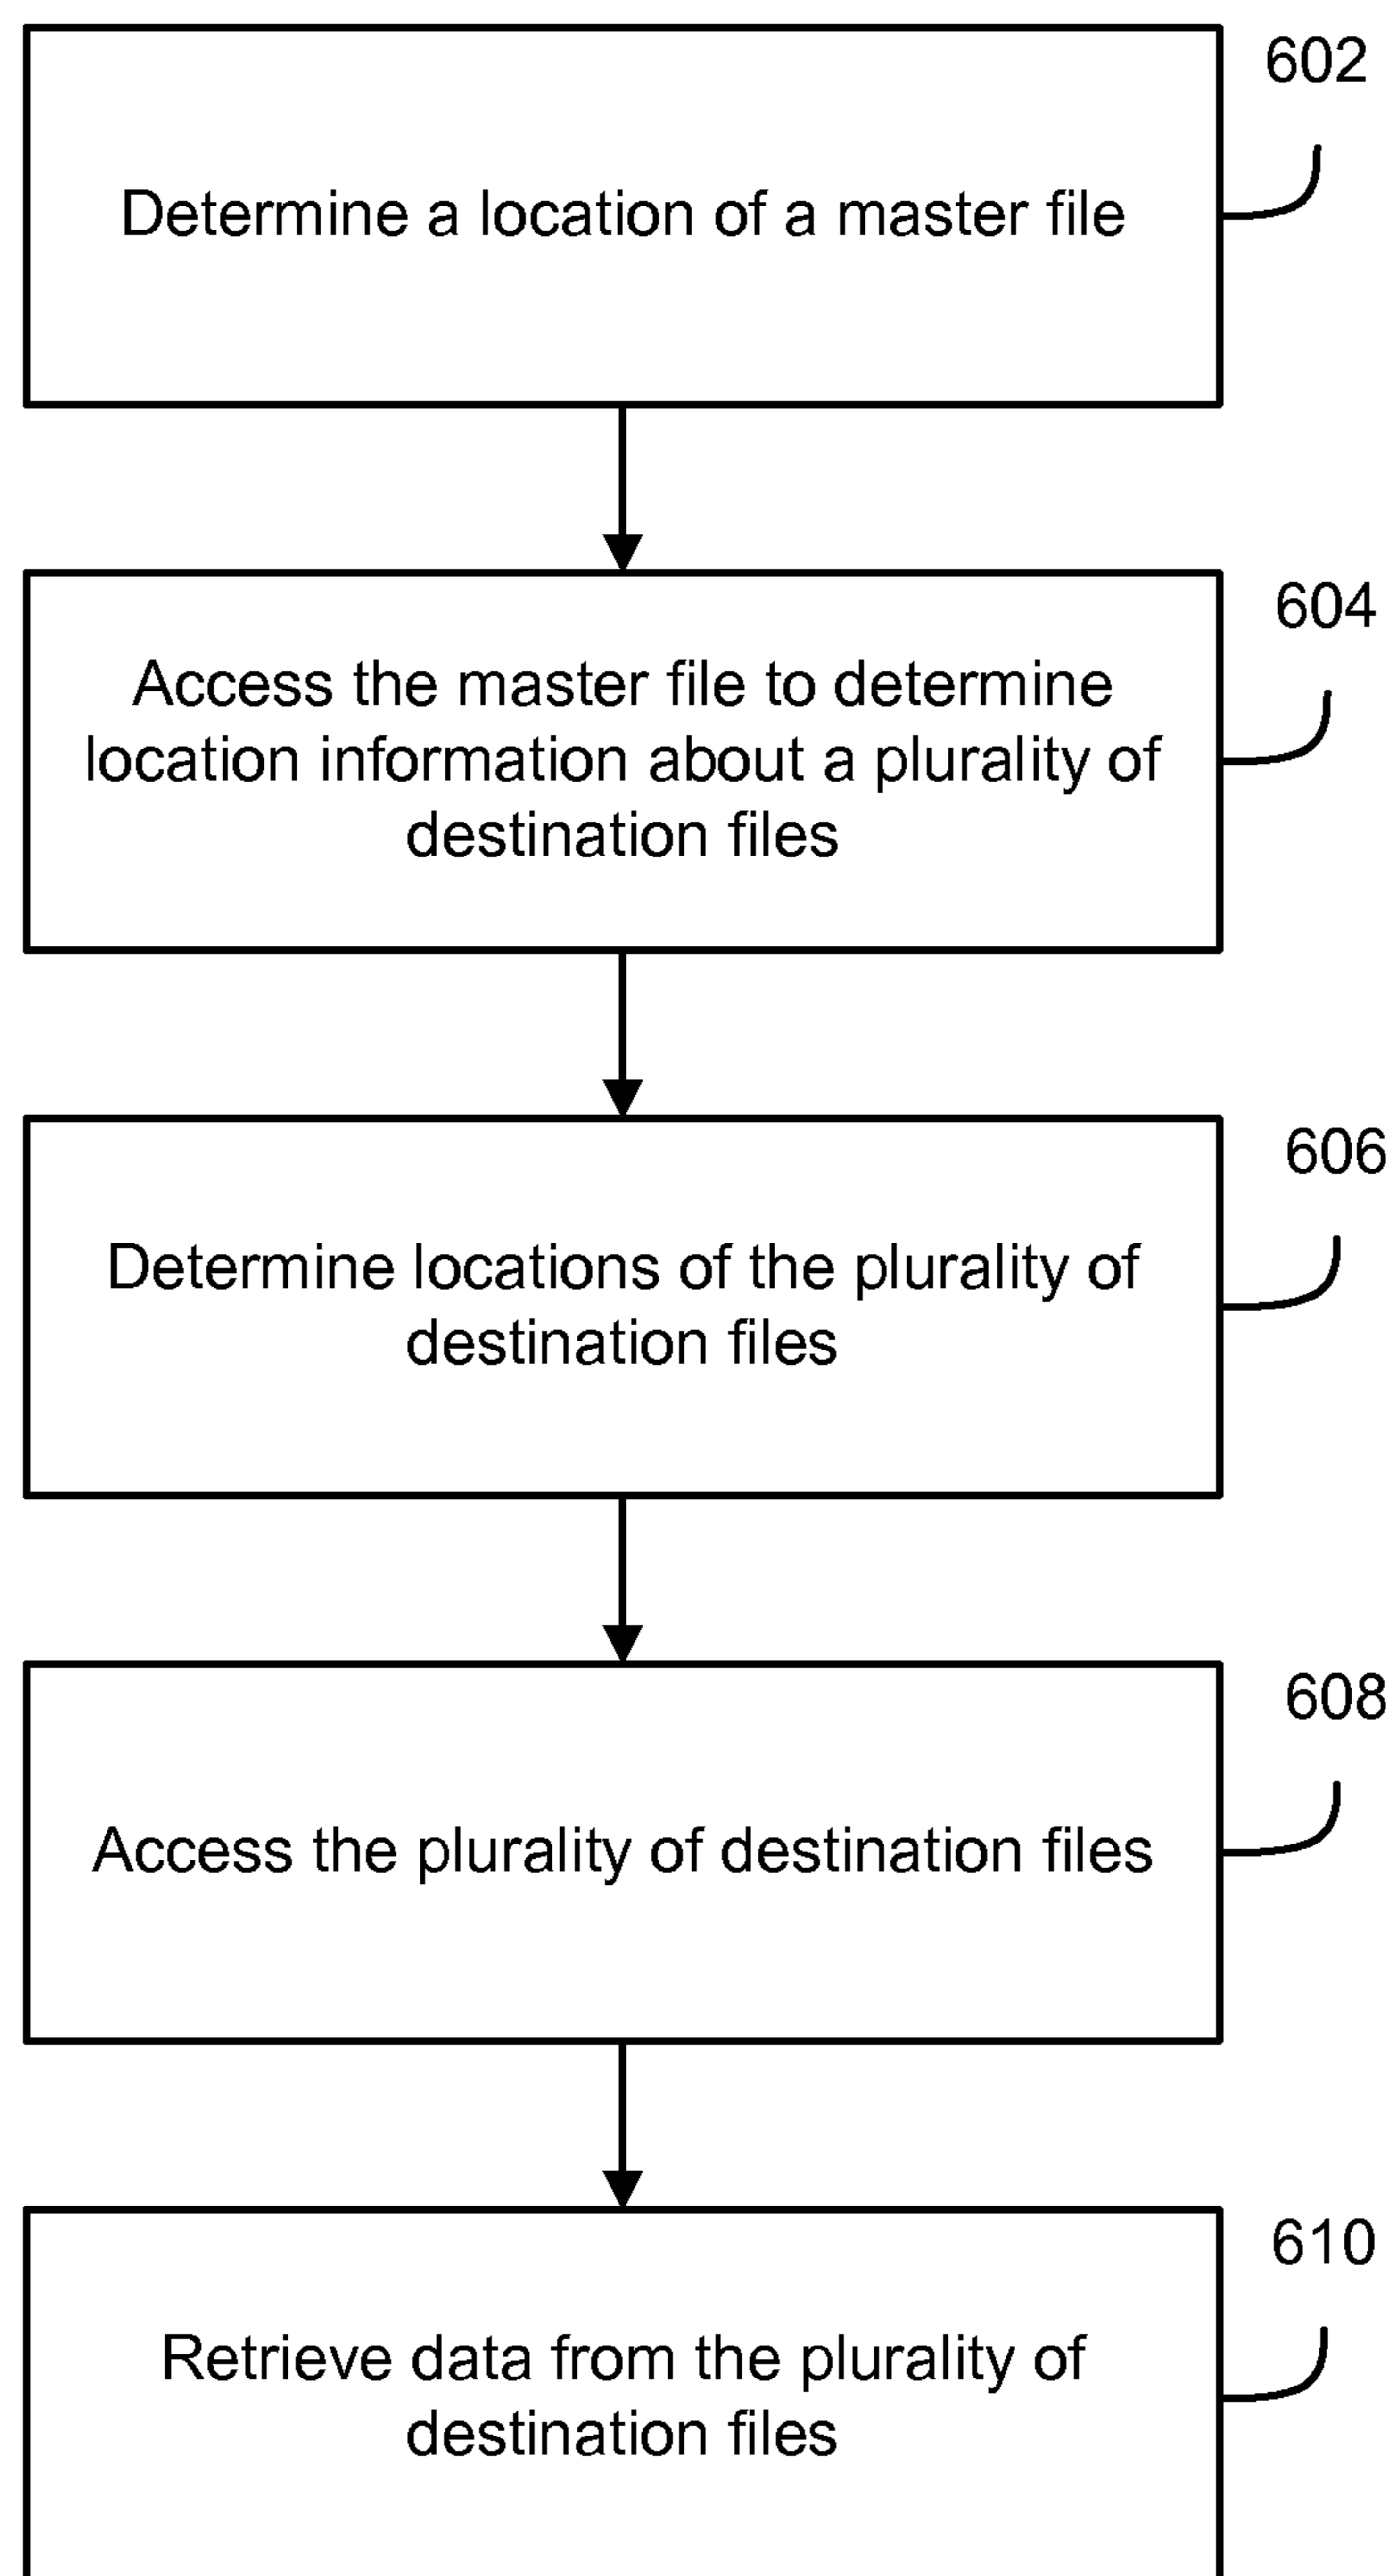 602
Determine a location of a master file
604
Access the master file to determine
location information about a plurality of
destination files
606
Determine locations of the plurality of
destination files
608
Access the plurality of destination files
610
Retrieve data from the plurality of
destination files